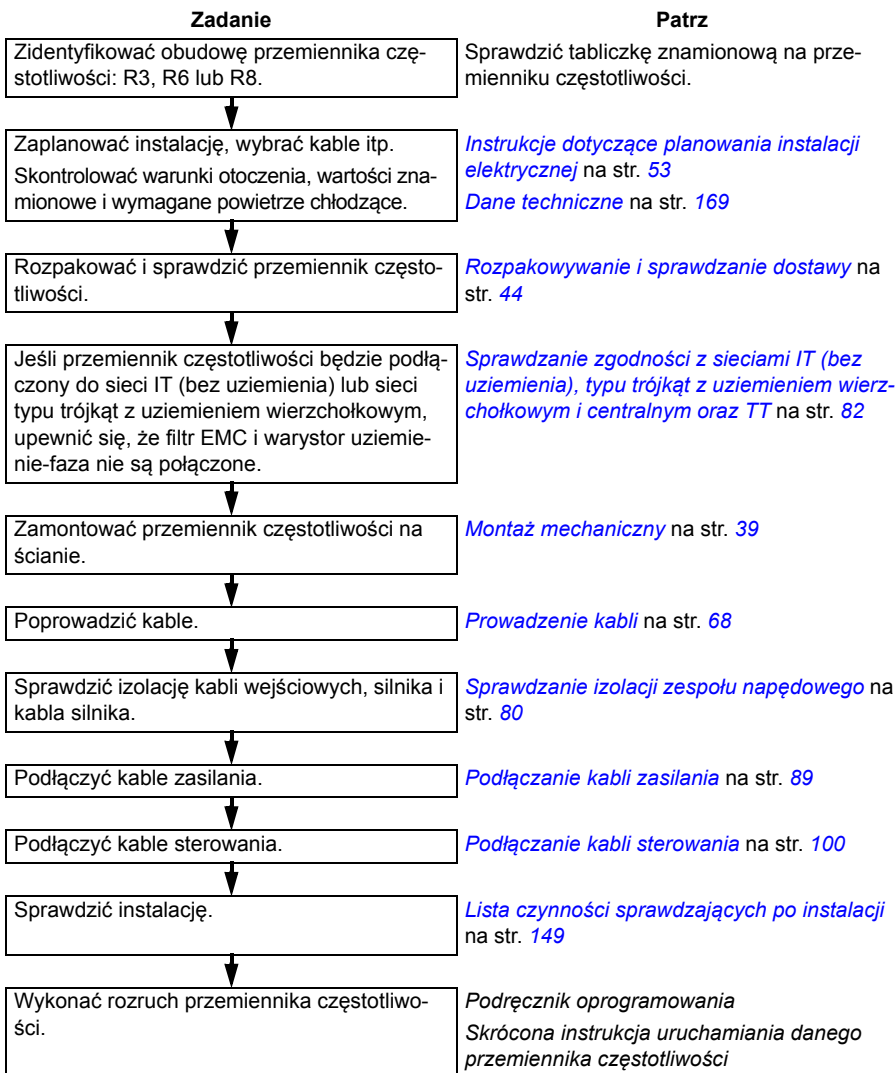 Zadanie
Patrz
Zidentyfikować obudowę przemiennika czę-
stotliwości: R3, R6 lub R8.
Sprawdzić tabliczkę znamionową na prze-
mienniku częstotliwości.
Zaplanować instalację, wybrać kable itp.
Skontrolować warunki otoczenia, wartości zna-
mionowe i wymagane powietrze chłodzące.
Instrukcje dotyczące planowania instalacji
elektrycznej na str. 53
Dane techniczne na str. 169
Rozpakować i sprawdzić przemiennik często-
tliwości.
Rozpakowywanie i sprawdzanie dostawy na
str. 44
Jeśli przemiennik częstotliwości będzie podłą-
czony do sieci IT (bez uziemienia) lub sieci
typu trójkąt z uziemieniem wierzchołkowym,
upewnić się, że filtr EMC i warystor uziemie-
nie-faza nie są połączone.
Sprawdzanie zgodności z sieciami IT (bez
uziemienia), typu trójkąt z uziemieniem wierz-
chołkowym i centralnym oraz TT na str. 82
Zamontować przemiennik częstotliwości na
ścianie.
Montaż mechaniczny na str. 39
Poprowadzić kable.
Prowadzenie kabli na str. 68
Sprawdzić izolację kabli wejściowych, silnika i
kabla silnika.
Sprawdzanie izolacji zespołu napędowego na
str. 80
Podłączyć kable zasilania.
Podłączanie kabli zasilania na str. 89
Podłączyć kable sterowania.
Podłączanie kabli sterowania na str. 100
Sprawdzić instalację.
Lista czynności sprawdzających po instalacji
na str. 149
Wykonać rozruch przemiennika częstotliwo-
ści.
Podręcznik oprogramowania
Skrócona instrukcja uruchamiania danego
przemiennika częstotliwości